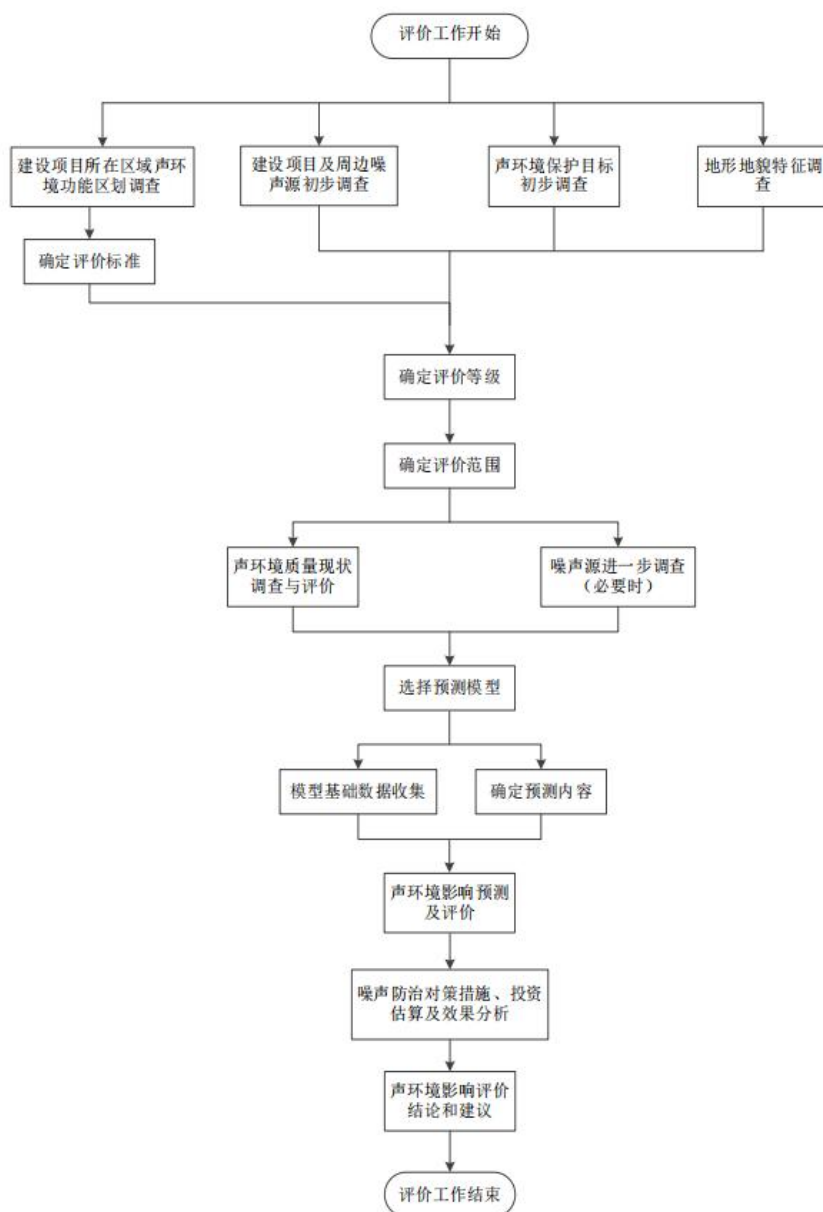 评价工作开始
建设项目所在区域声环
境功能区划调查
建设项目及周边噪
声源初步调查
声环境保护目标
初步调查
地形地貌特征调
查
确定评价标准
确定评价等级
确定评价范围
声环境质量现状
调查与评价
噪声源进一步调查
（必要时）
选择预测模型
模型基础数据收集
确定预测内容
声环境影响预测
及评价
噪声防治对策措施、投资
估算及效果分析
声环境影响评价
结论和建议
评价工作结束